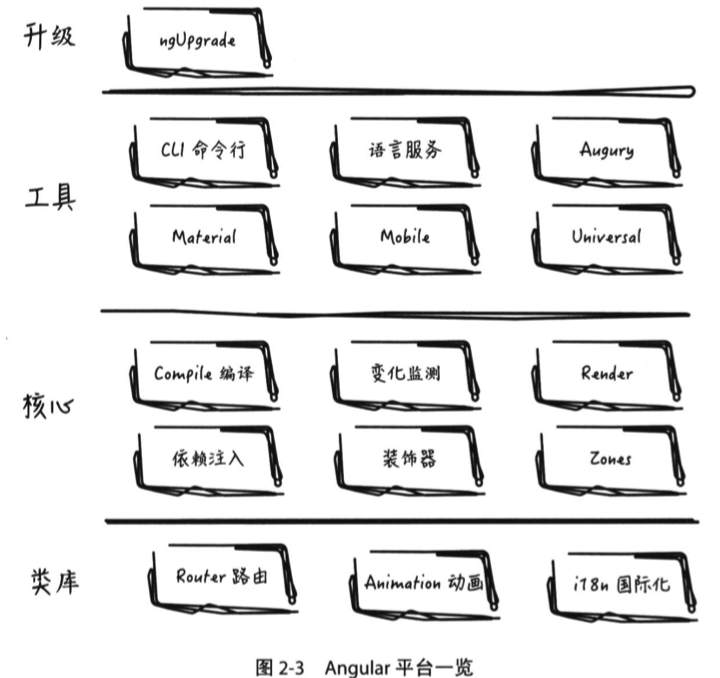 升级 ngUpgrade
工具
CLI 命令行 语言服务 Augury
Material Mobile Universal
核心
Compile 编译 变化监测 Render
依赖注入 装饰器 Zones
类库
Router 路由 Animation 动画 i18n 国际化
图 2-3 Angular 平台一览